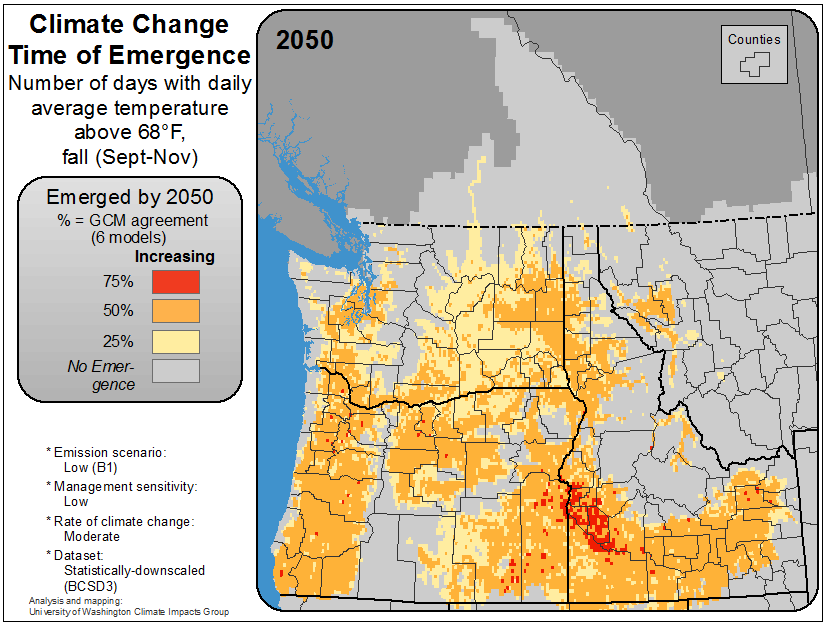 Climate Change
Time of Emergence
Number of days with daily
average temperature
above 68°F,
fall (Sept-Nov)
Emerged by 2050
% = GCM agreement
(6 models)
Increasing
75%
50%
25%
No Emer-
gence
* Emission scenario:
Low (B1)
* Management sensitivity:
Low
* Rate of climate change:
Moderate
* Dataset:
Statistically-downscaled
(BCSD3)
Analysis and mapping:
University of Washington Climate Impacts Group
2050
Counties